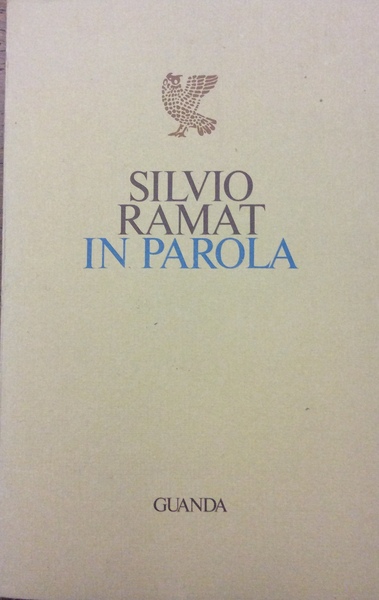 SILVIO
RAMAT
IN PAROLA
GUANDA